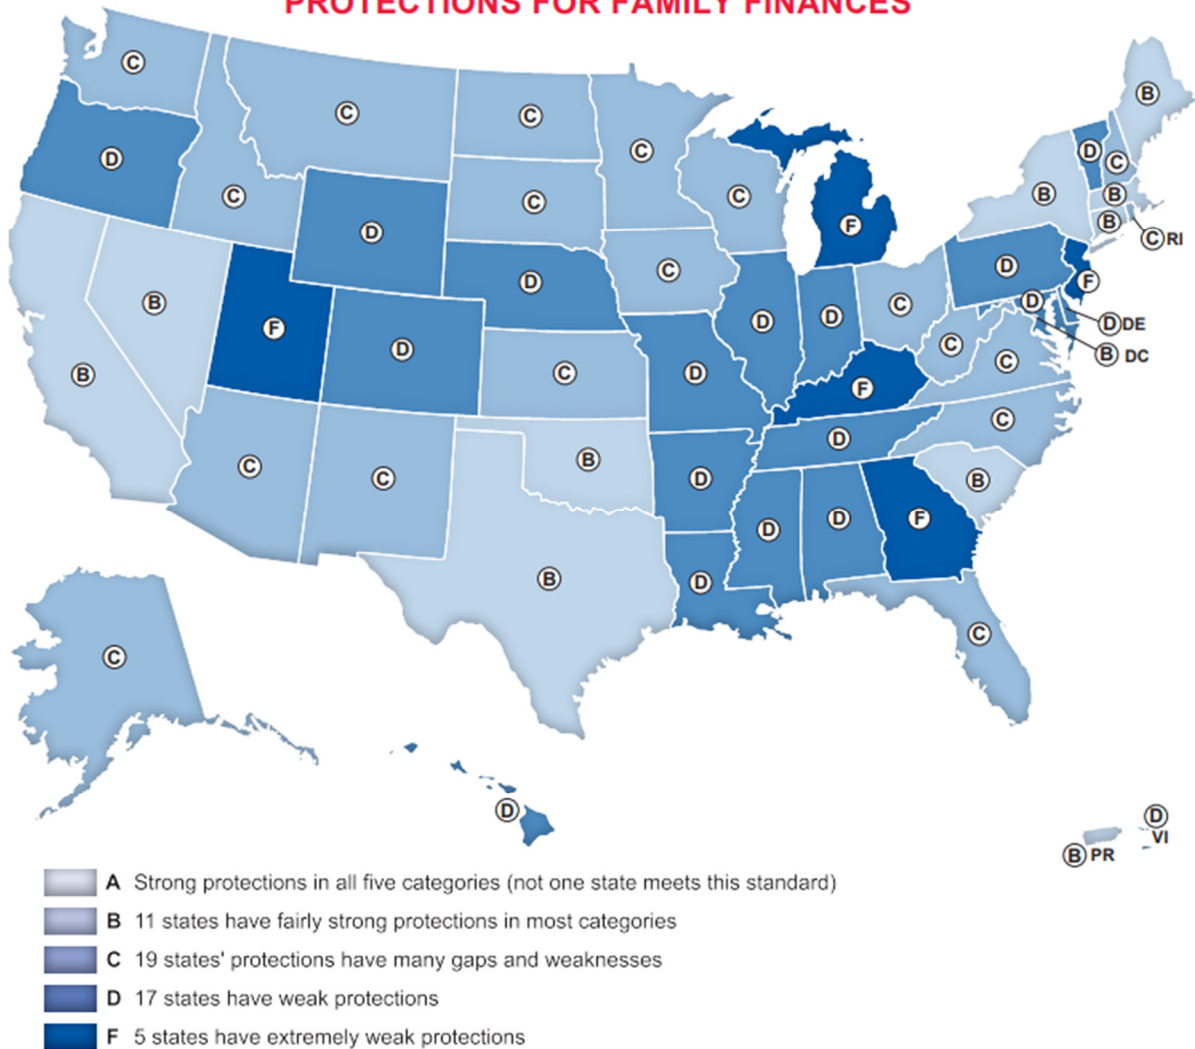 PROTECTIONS FOR FAMILY FINANCES
C
B
C
C
D
C
D
C
B
C
D
B
C
B
C
C
B
C RI
D
F
C
D
D
F
B
D
C
F
D
D
C
D
D DE
D
C
C
B DC
B
C
D
F
C
D
B
B
C
C
D
B
D
D
F
B
D
C
C
D
D
VI
B PR
A Strong protections in all five categories (not one state meets this standard)
B 11 states have fairly strong protections in most categories
C 19 states' protections have many gaps and weaknesses
D 17 states have weak protections
F 5 states have extremely weak protections